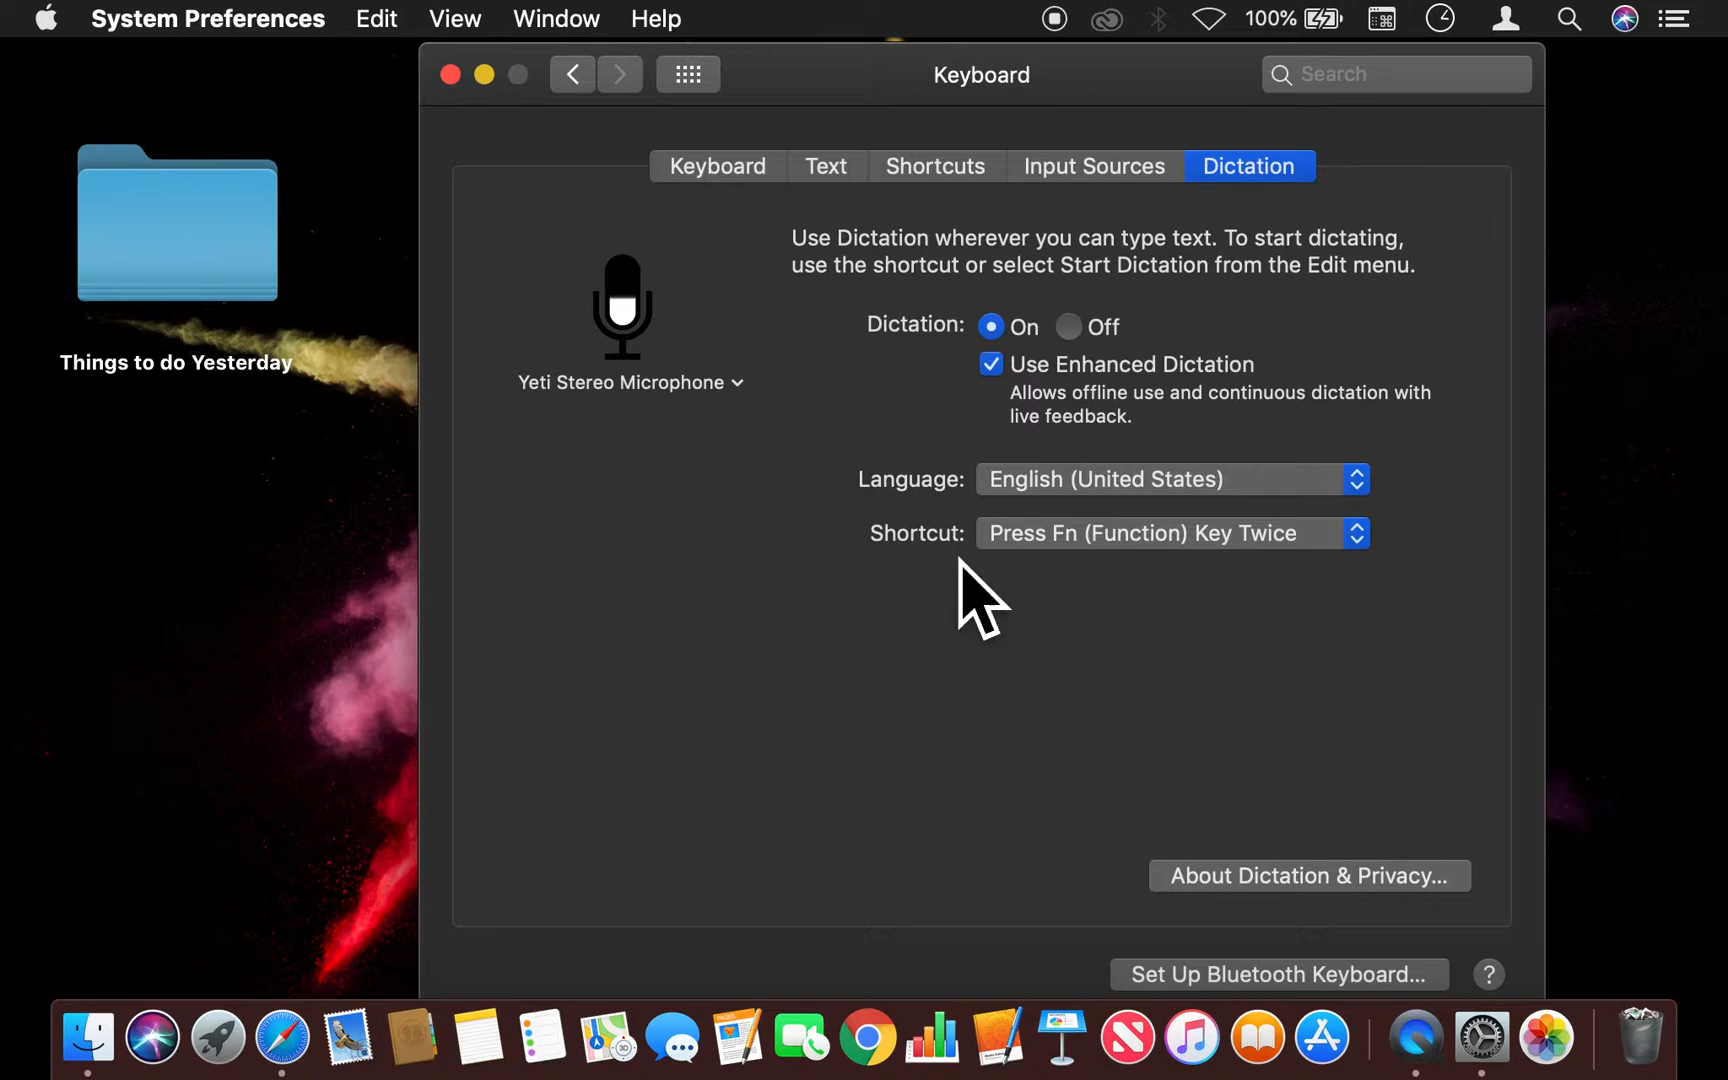 System Preferences Edit View Window Help 100%
Keyboard
Search
Keyboard Text Shortcuts Input Sources Dictation
Use Dictation wherever you can type text. To start dictating,
use the shortcut or select Start Dictation from the Edit menu.
Dictation: On Off
Use Enhanced Dictation
Allows offline use and continuous dictation with
live feedback.
Yeti Stereo Microphone
Things to do Yesterday
Language: English (United States)
Shortcut: Press Fn (Function) Key Twice
About Dictation & Privacy...
Set Up Bluetooth Keyboard... ?
PAGES
3D